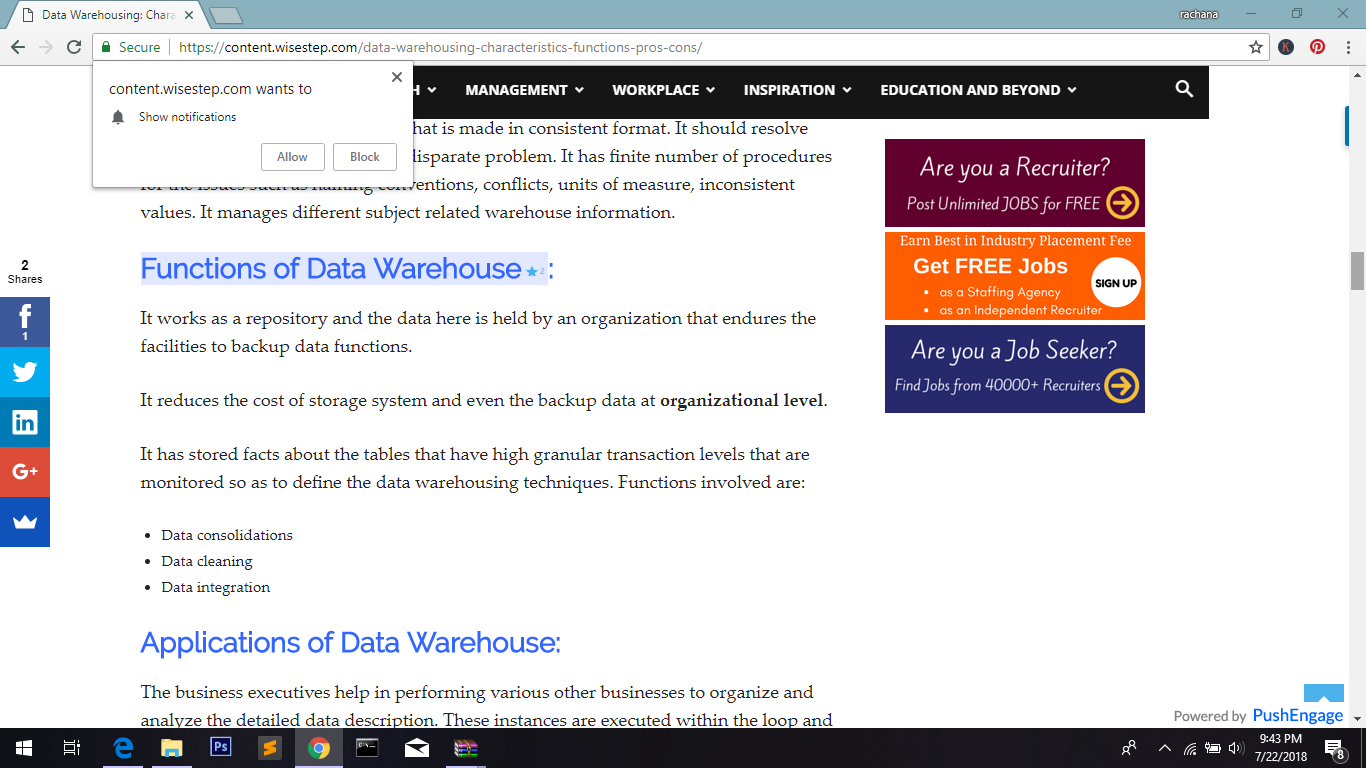 Data Warehousing: Chara
rachana
Secure
https://content.wisestep.com/data-warehousing-characteristics-functions-pros-cons/
K
content.wisestep.com wants to
Show notifications
Allow
Block
H
MANAGEMENT
WORKPLACE
INSPIRATION
EDUCATION AND BEYOND
hat is made in consistent format. It should resolve
disparate problem. It has finite number of procedures
for the issues such as naming conventions, conflicts, units of measure, inconsistent
values. It manages different subject related warehouse information.
Functions of Data Warehouse 2 :
It works as a repository and the data here is held by an organization that endures the
facilities to backup data functions.
It reduces the cost of storage system and even the backup data at organizational level.
It has stored facts about the tables that have high granular transaction levels that are
monitored so as to define the data warehousing techniques. Functions involved are:
• Data consolidations
• Data cleaning
• Data integration
Applications of Data Warehouse:
The business executives help in performing various other businesses to organize and
analyze the detailed data description. These instances are executed within the loop and
2
Shares
f
1
in
G+
Are you a Recruiter?
Post Unlimited JOBS for FREE
Earn Best in Industry Placement Fee
Get FREE Jobs
• as a Staffing Agency
• as an Independent Recruiter
SIGN UP
Are you a Job Seeker?
Find Jobs from 40000+ Recruiters
Powered by PushEngage
Ps
9:43 PM
7/22/2018
8